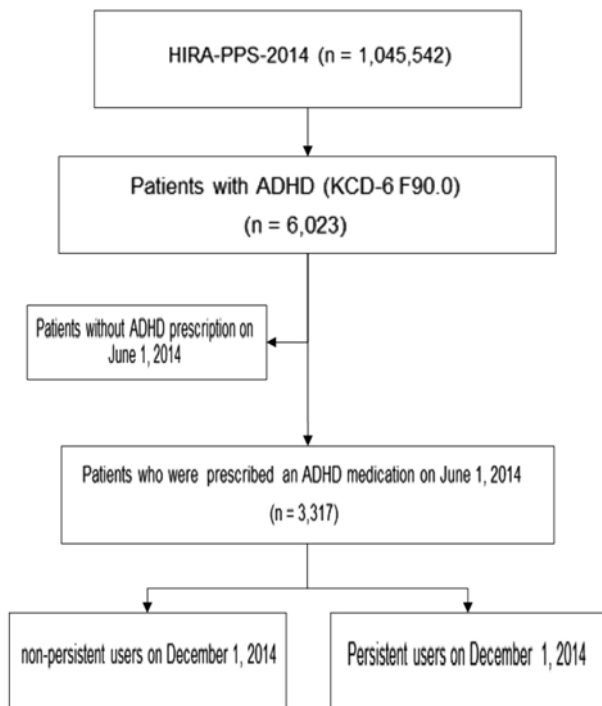 HIRA-PPS-2014 (n = 1,045,542)
Patients with ADHD (KCD-6 F90.0)
(n = 6,023)
Patients without ADHD prescription on
June 1, 2014
Patients who were prescribed an ADHD medication on June 1, 2014
(n = 3,317)
non-persistent users on December 1, 2014
Persistent users on December 1, 2014